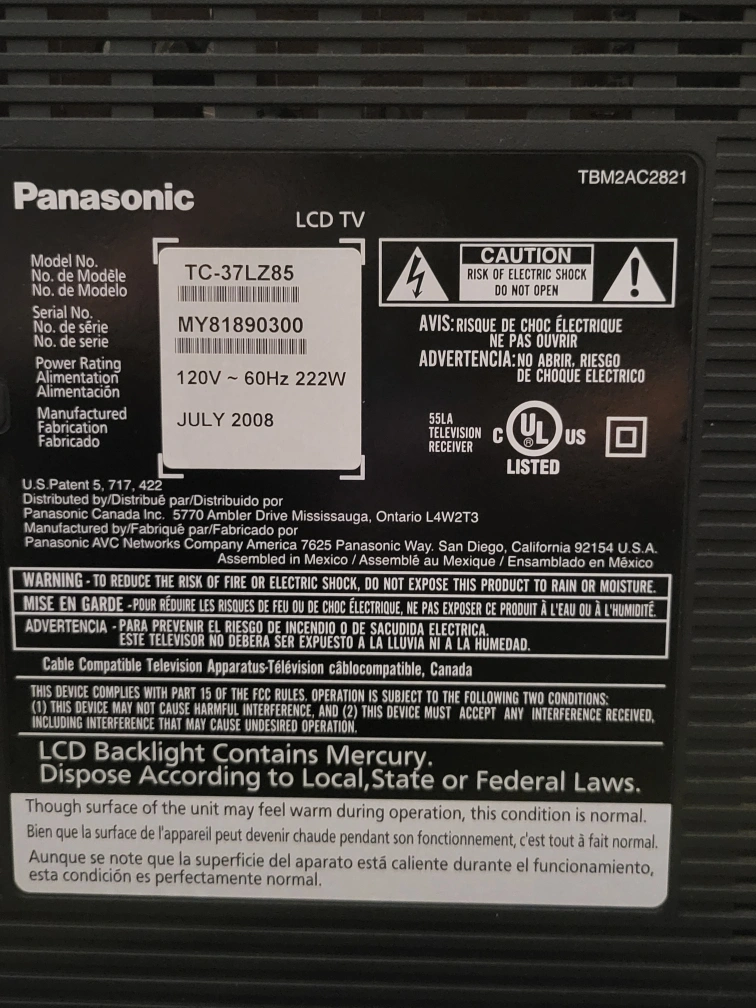 TBM2AC2821
Panasonic
LCD TV
Model No.
No. de Modèle
No. de Modelo
TC-37LZ85
Serial No.
No. de série
No. de serie
MY81890300
Power Rating
Alimentation
Alimentación
120V ~ 60Hz 222W
Manufactured
Fabrication
Fabricado
JULY 2008
CAUTION
RISK OF ELECTRIC SHOCK
DO NOT OPEN
AVIS: RISQUE DE CHOC ÉLECTRIQUE
NE PAS OUVRIR
ADVERTENCIA: NO ABRIR, RIESGO
DE CHOQUE ELECTRICO
55LA
TELEVISION
RECEIVER
C UL ® US
LISTED
U.S.Patent 5, 717, 422
Distributed by/Distribué par/Distribuido por
Panasonic Canada Inc. 5770 Ambler Drive Mississauga, Ontario L4W2T3
Manufactured by/Fabriqué par/Fabricado por
Panasonic AVC Networks Company America 7625 Panasonic Way. San Diego, California 92154 U.S.A.
Assembled in Mexico / Assemblé au Mexique / Ensamblado en México
WARNING - TO REDUCE THE RISK OF FIRE OR ELECTRIC SHOCK, DO NOT EXPOSE THIS PRODUCT TO RAIN OR MOISTURE.
MISE EN GARDE -POUR RÉDUIRE LES RISQUES DE FEU OU DE CHOC ÉLECTRIQUE, NE PAS EXPOSER CE PRODUIT À L'EAU OU À L'HUMIDITÉ.
ADVERTENCIA - PARA PREVENIR EL RIESGO DE INCENDIO O DE SACUDIDA ELECTRICA.
ESTE TELEVISOR NO DEBERA SER EXPUESTO A LA LLUVIA NI A LA HUMEDAD.
Cable Compatible Television Apparatus-Télévision câblocompatible, Canada
THIS DEVICE COMPLIES WITH PART 15 OF THE FCC RULES. OPERATION IS SUBJECT TO THE FOLLOWING TWO CONDITIONS:
(1) THIS DEVICE MAY NOT CAUSE HARMFUL INTERFERENCE, AND (2) THIS DEVICE MUST ACCEPT ANY INTERFERENCE RECEIVED,
INCLUDING INTERFERENCE THAT MAY CAUSE UNDESIRED OPERATION.
LCD Backlight Contains Mercury.
Dispose According to Local,State or Federal Laws.
Though surface of the unit may feel warm during operation, this condition is normal.
Bien que la surface de l'appareil peut devenir chaude pendant son fonctionnement, c'est tout à fait normal.
Aunque se note que la superficie del aparato está caliente durante el funcionamiento,
esta condición es perfectamente normal.